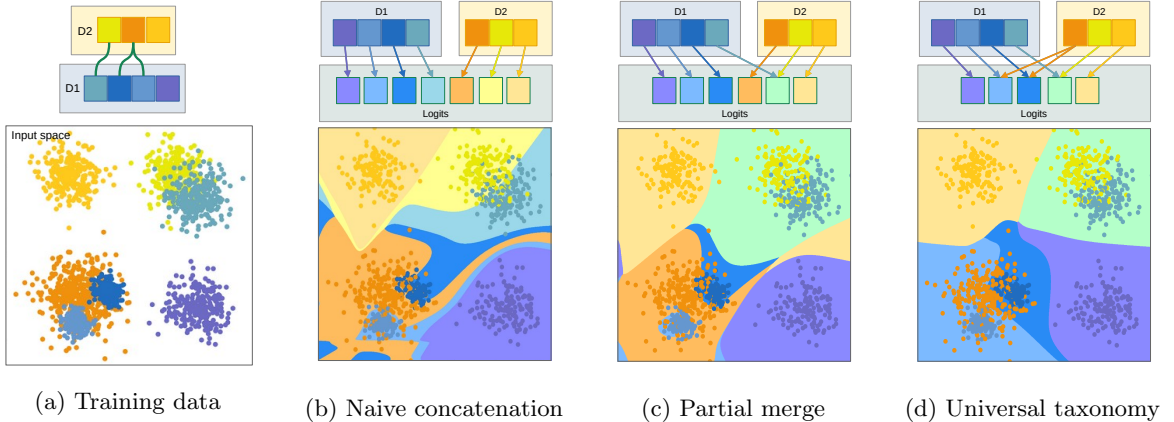 D2
D1
Input space
(a) Training data
D1
D2
Logits
(b) Naive concatenation
D1
D2
Logits
(c) Partial merge
D1
D2
Logits
(d) Universal taxonomy